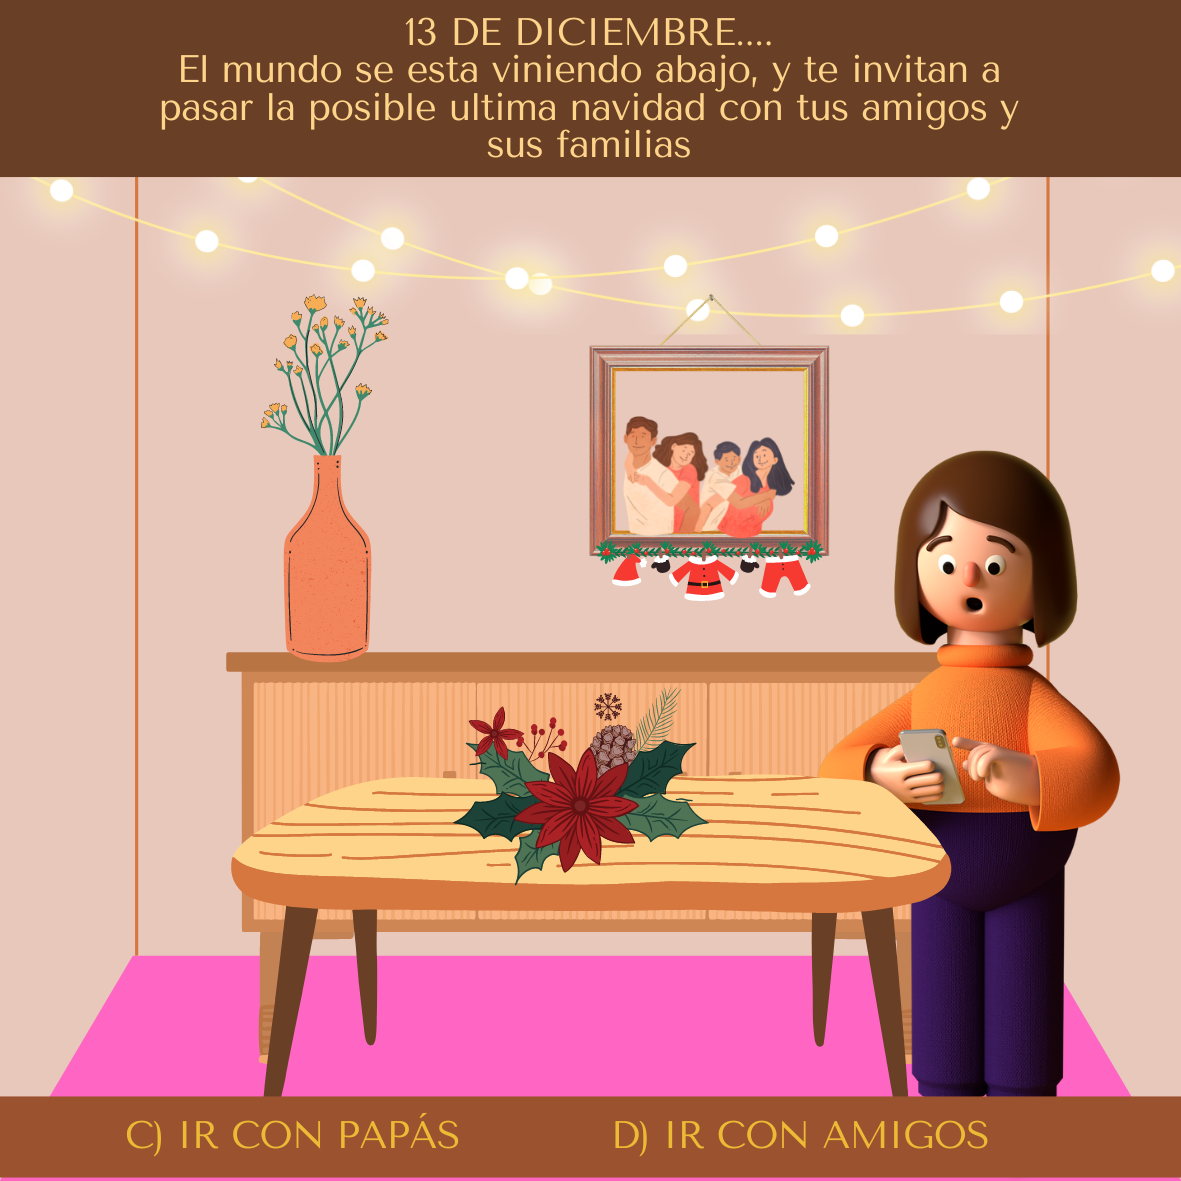 13 DE DICIEMBRE....
El mundo se esta viniendo abajo, y te invitan a
pasar la posible ultima navidad con tus amigos y
sus familias
C) IR CON PAPÁS
D) IR CON AMIGOS